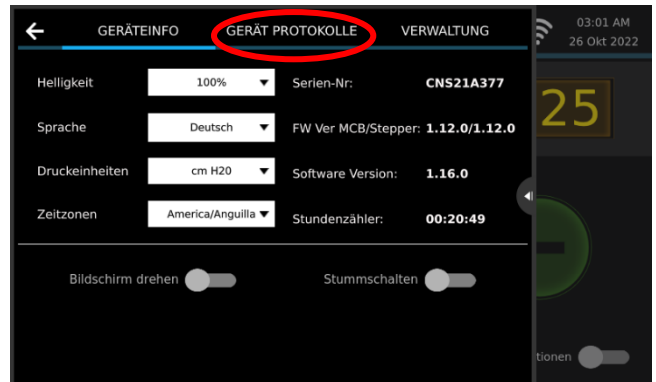 GERÄTEINFO GERÄT PROTOKOLLE VERWALTUNG
03:01 AM
26 Okt 2022
Helligkeit 100% Serien-Nr: CNS21A377
25
Sprache Deutsch FW Ver MCB/Stepper: 1.12.0/1.12.0
Druckeinheiten cm H20 Software Version: 1.16.0
Zeitzonen America/Anguilla Stundenzähler: 00:20:49
Bildschirm drehen Stummschalten
tionen